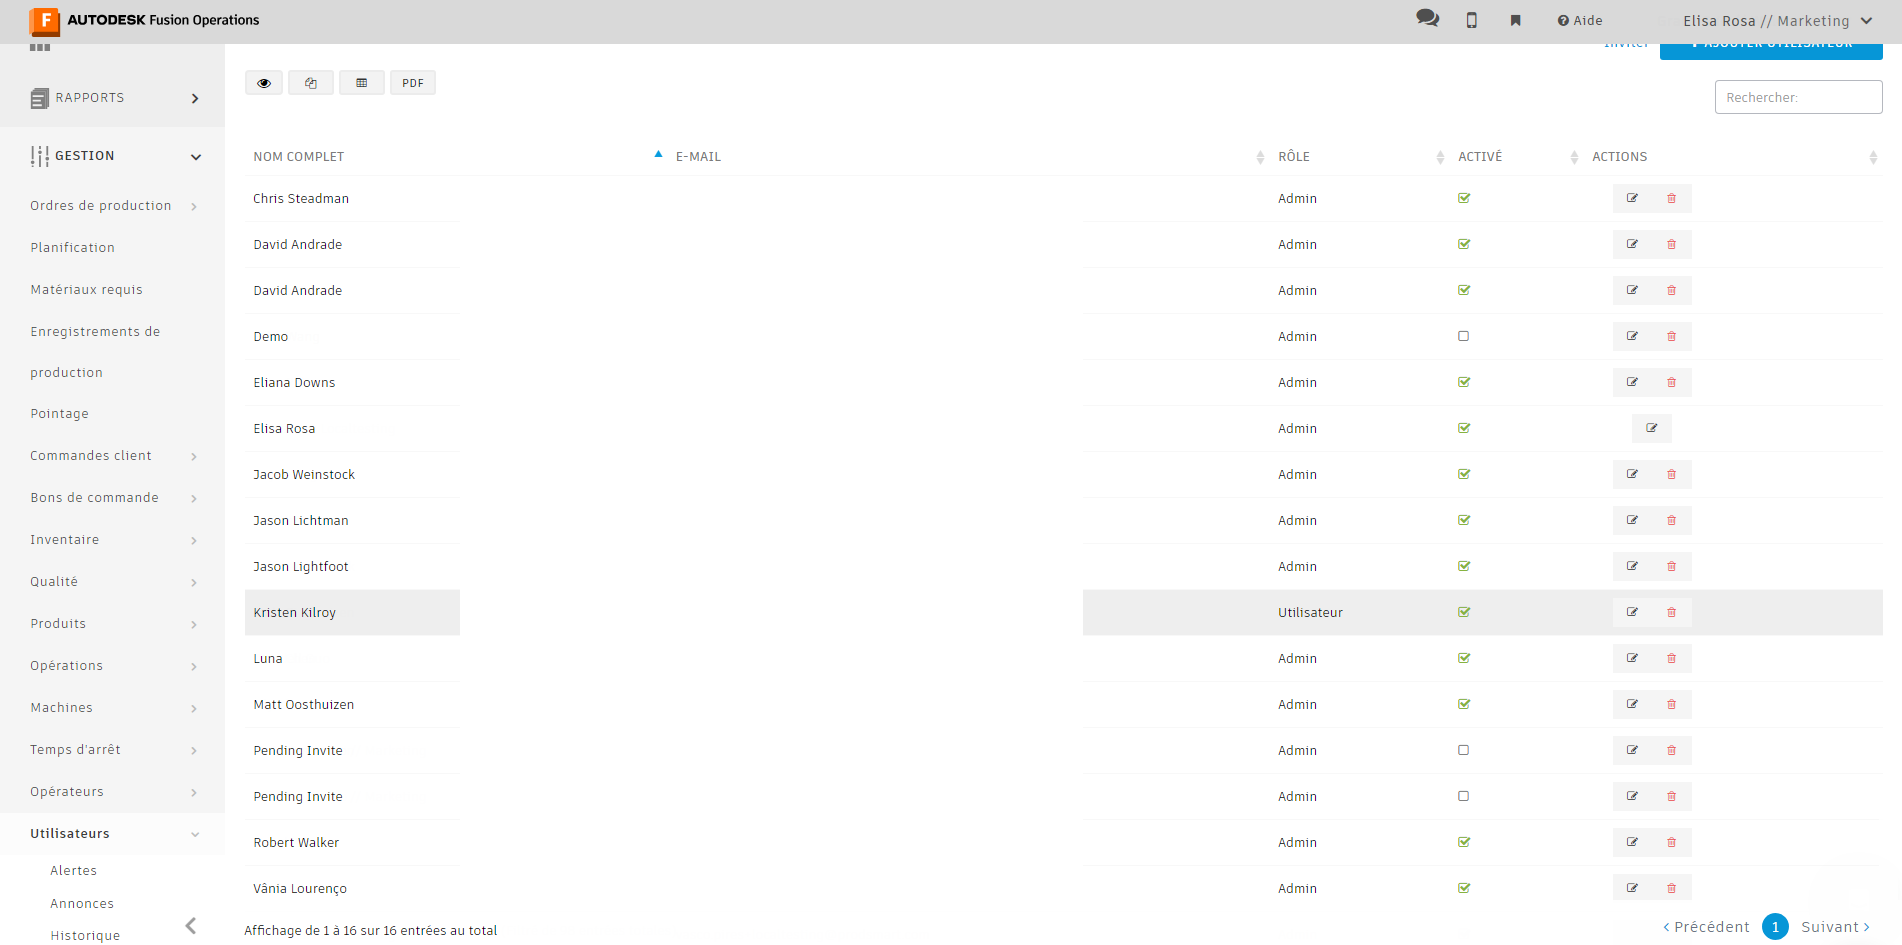 F AUTODESK Fusion Operations
Aide
Elisa Rosa // Marketing
Inviter
AJOUTER UTILISATEUR
PDF
Rechercher:
RAPPORTS
GESTION
Ordres de production
Planification
Matériaux requis
Enregistrements de
production
Pointage
Commandes client
Bons de commande
Inventaire
Qualité
Produits
Opérations
Machines
Temps d'arrêt
Opérateurs
Utilisateurs
Alertes
Annonces
Historique
NOM COMPLET E-MAIL RÔLE ACTIVÉ ACTIONS
Chris Steadman Admin
David Andrade Admin
David Andrade Admin
Demo Admin
Eliana Downs Admin
Elisa Rosa Admin
Jacob Weinstock Admin
Jason Lichtman Admin
Jason Lightfoot Admin
Kristen Kilroy Utilisateur
Luna Admin
Matt Oosthuizen Admin
Pending Invite Admin
Pending Invite Admin
Robert Walker Admin
Vânia Lourenço Admin
Affichage de 1 à 16 sur 16 entrées au total
Précédent 1 Suivant